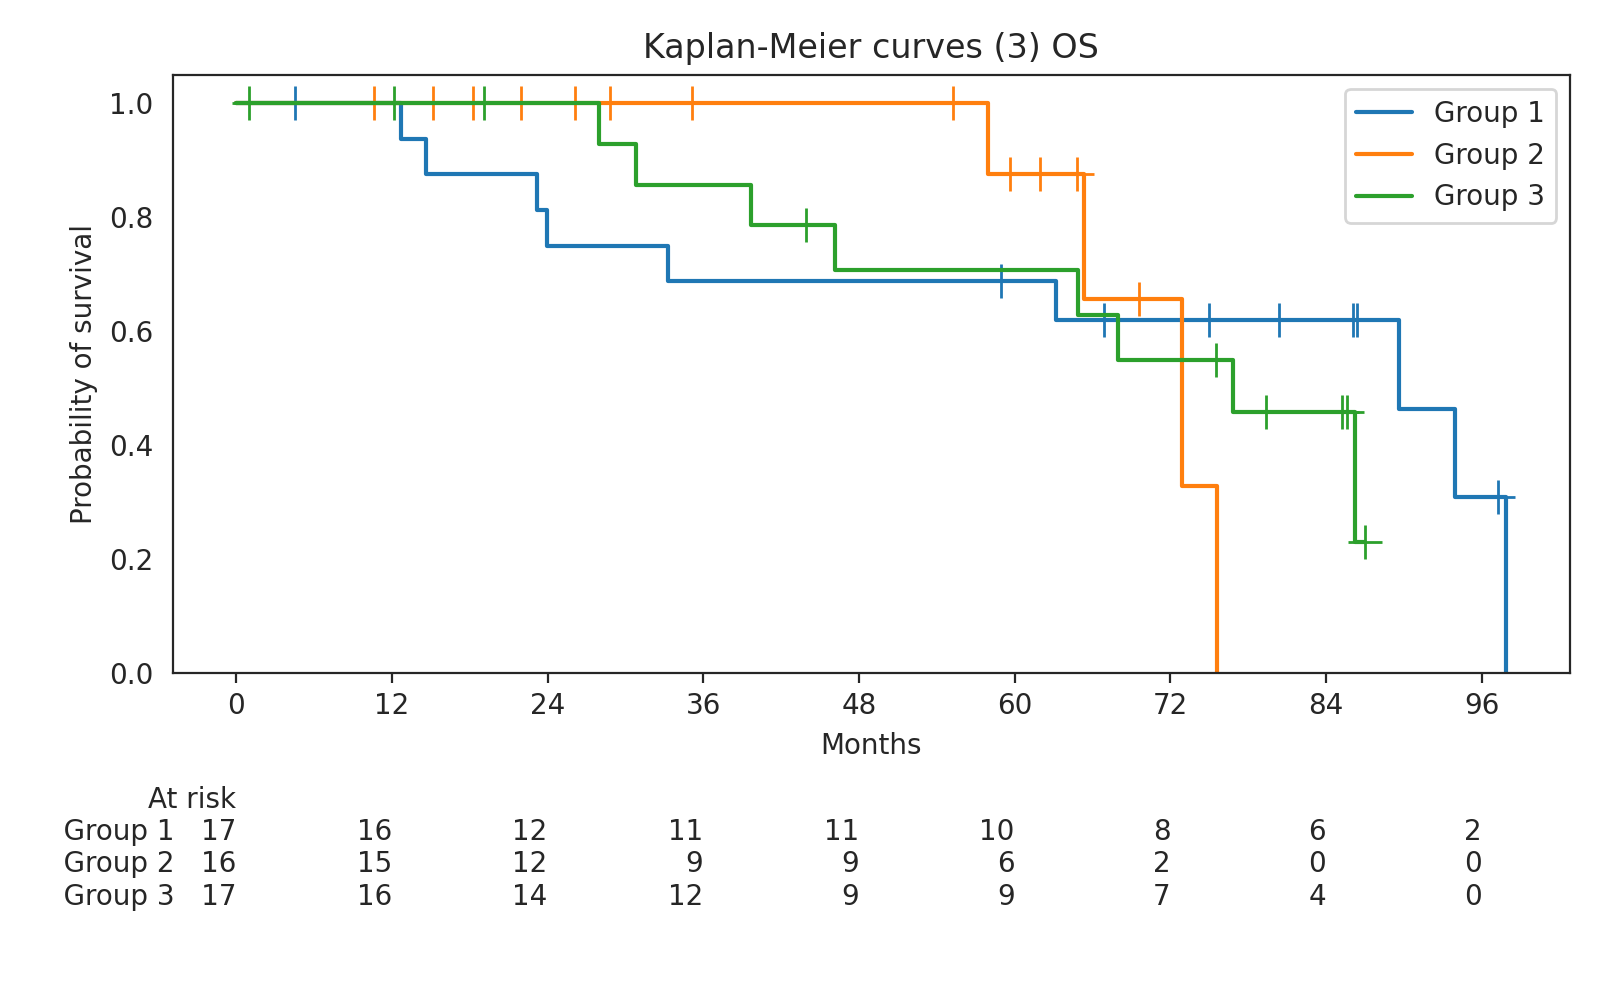 Kaplan-Meier curves (3) OS
Group 1
Group 2
Group 3
Probability of survival
1.0
0.8
0.6
0.4
0.2
0.0
0 12 24 36 48 60 72 84 96
Months
At risk
Group 1 17 16 12 11 11 10 8 6 2
Group 2 16 15 12 9 9 6 2 0 0
Group 3 17 16 14 12 9 9 7 4 0